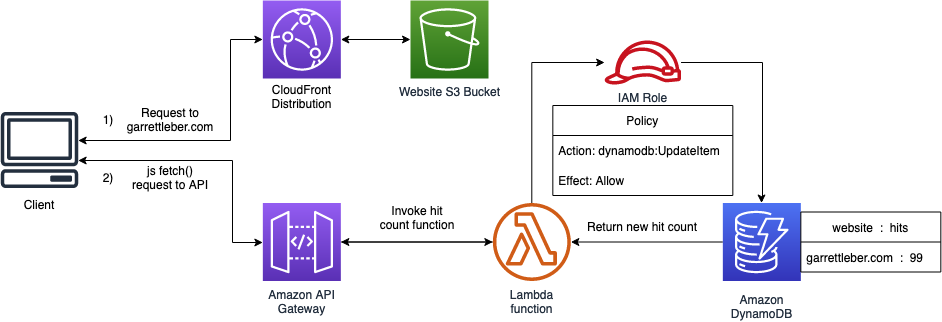 CloudFront
Distribution
Website S3 Bucket
IAM Role
Policy
Action: dynamodb:UpdateItem
Effect: Allow
1)
Request to
garrettleber.com
2)
js fetch()
request to API
Client
Invoke hit
count function
Return new hit count
website : hits
garrettleber.com : 99
Amazon API
Gateway
Lambda
function
Amazon
DynamoDB